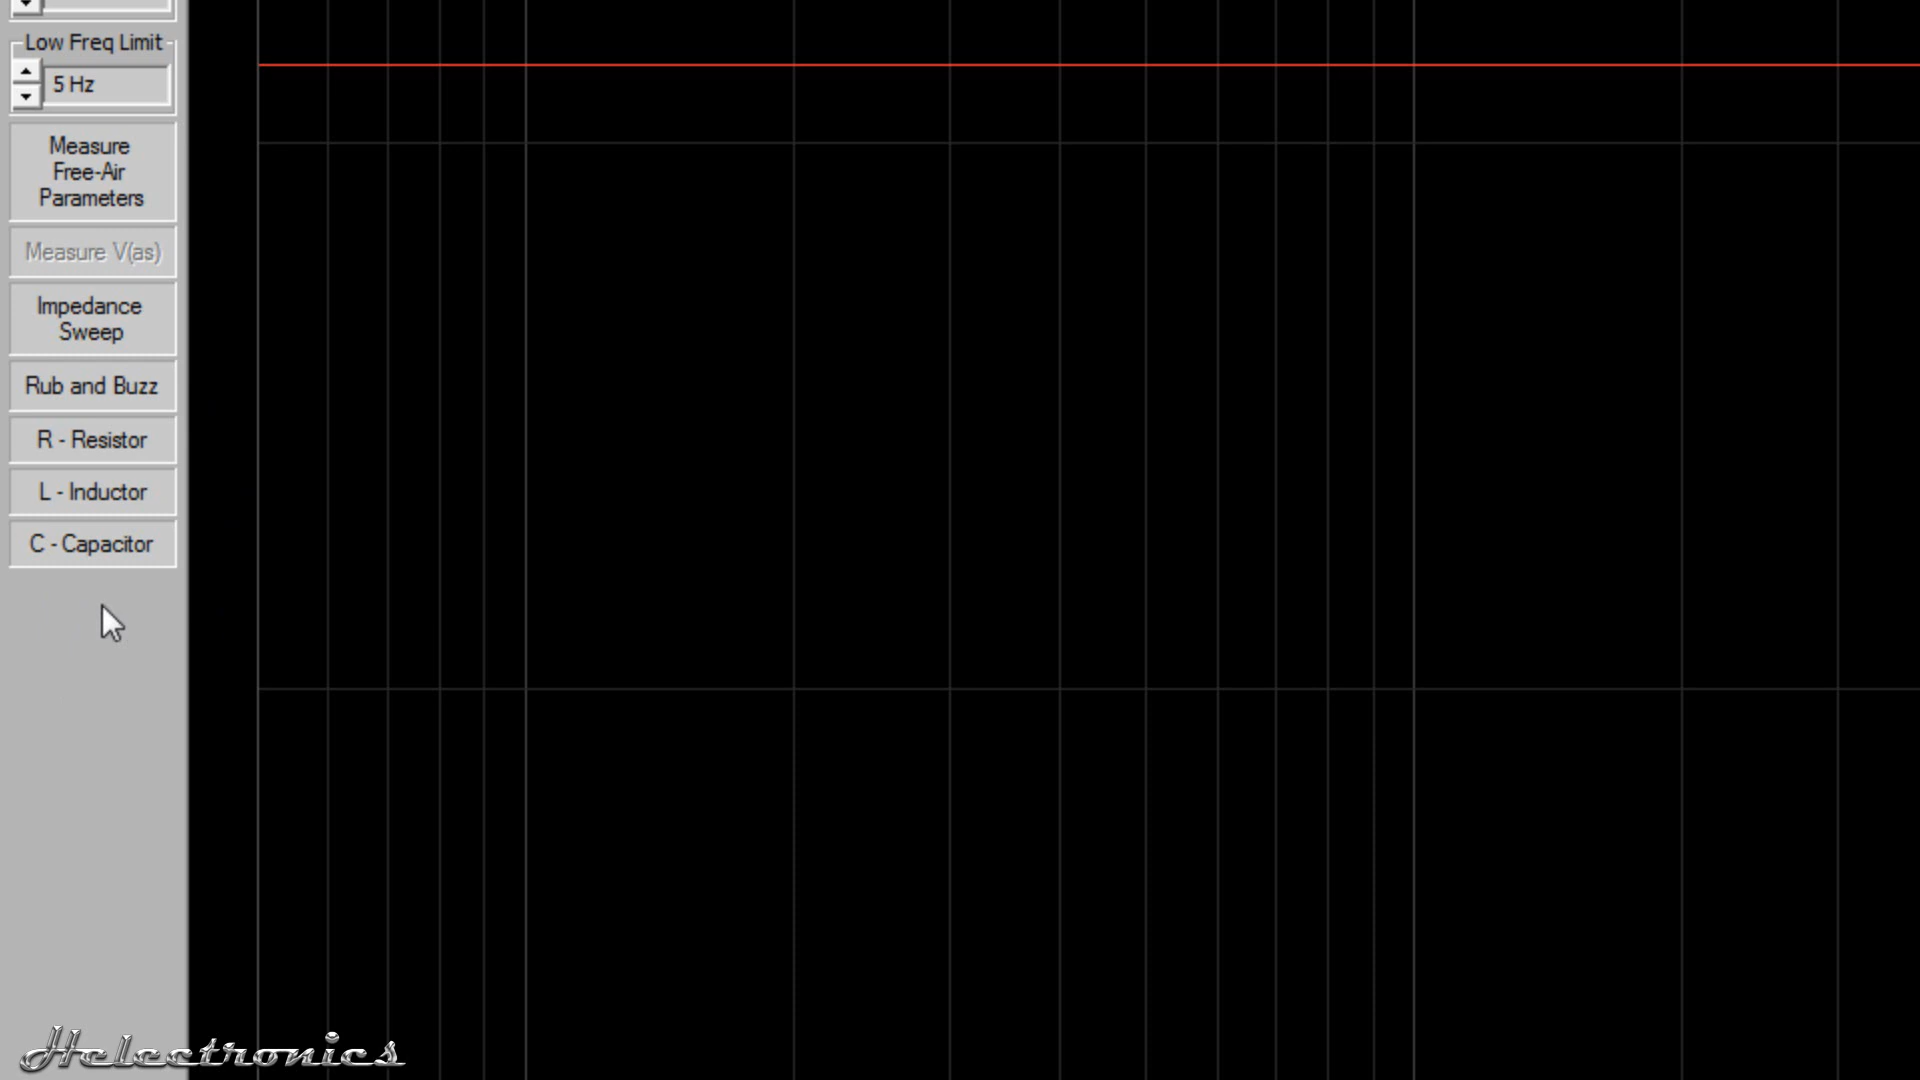 Low Freq Limit
5 Hz
Measure
Free-Air
Parameters
Measure V(as)
Impedance
Sweep
Rub and Buzz
R - Resistor
L - Inductor
C - Capacitor
Helectronics